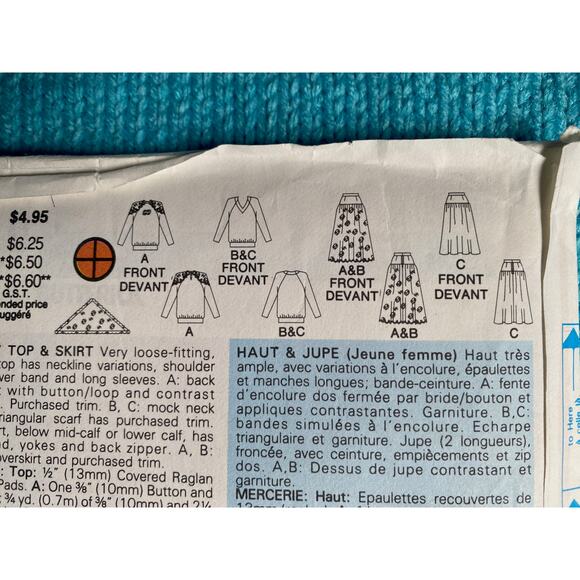 $4.95
$6.25
*$6.50
*$6.60**
G.S.T.
nded price
uggéré
A
FRONT
DEVANT
B&C
FRONT
DEVANT
A&B
FRONT
DEVANT
C
FRONT
DEVANT
A
B&C
A&B
C
TOP & SKIRT Very loose-fitting,
top has neckline variations, shoulder
ver band and long sleeves. A: back
t with button/loop and contrast
. Purchased trim. B, C: mock neck
riangular scarf has purchased trim.
rt, below mid-calf or lower calf, has
d, yokes and back zipper. A, B:
overskirt and purchased trim.
: Top: ½" (13mm) Covered Raglan
Pads. A: One ⅜" (10mm) Button and
¾ yd. (0.7m) of ⅜" (10mm) and 2¼
HAUT & JUPE (Jeune femme) Haut très
ample, avec variations à l'encolure, épaulettes
et manches longues; bande-ceinture. A: fente
d'encolure dos fermée par bride/bouton et
appliques contrastantes. Garniture. B,C:
bandes simulées à l'encolure. Echarpe
triangulaire et garniture. Jupe (2 longueurs),
froncée, avec ceinture, empiècements et zip
dos. A,B: Dessus de jupe contrastant et
garniture.
MERCERIE: Haut: Epaulettes recouvertes de
to Here